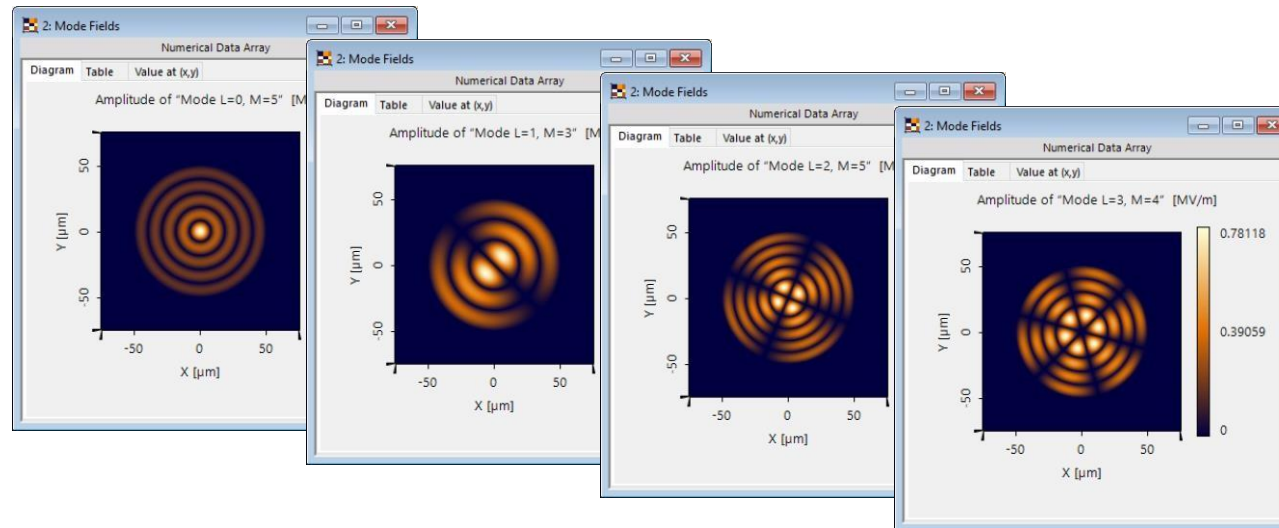 2: Mode Fields
Numerical Data Array
Diagram Table Value at (x,y)
Amplitude of "Mode L=0, M=5" [M
50
0
-50
Y [µm]
-50 0 50
X [µm]
2: Mode Fields
Numerical Data Array
Diagram Table Value at (x,y)
Amplitude of "Mode L=1, M=3" [M
50
0
-50
Y [µm]
-50 0 50
X [µm]
2: Mode Fields
Numerical Data Array
Diagram Table Value at (x,y)
Amplitude of "Mode L=2, M=5" [M
50
0
-50
Y [µm]
-50 0 50
X [µm]
2: Mode Fields
Numerical Data Array
Diagram Table Value at (x,y)
Amplitude of "Mode L=3, M=4" [MV/m]
50
0
-50
Y [µm]
-50 0 50
X [µm]
0.78118
0.39059
0